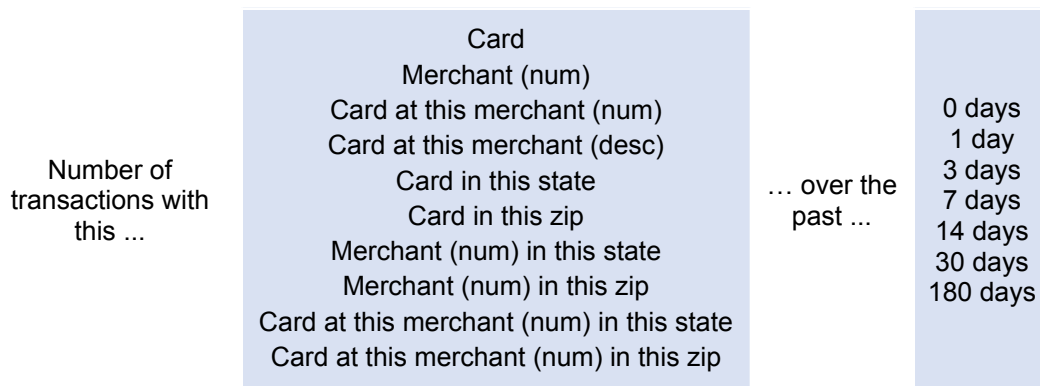 Number of
transactions with
this ...
Card
Merchant (num)
Card at this merchant (num)
Card at this merchant (desc)
Card in this state
Card in this zip
Merchant (num) in this state
Merchant (num) in this zip
Card at this merchant (num) in this state
Card at this merchant (num) in this zip
… over the
past ...
0 days
1 day
3 days
7 days
14 days
30 days
180 days